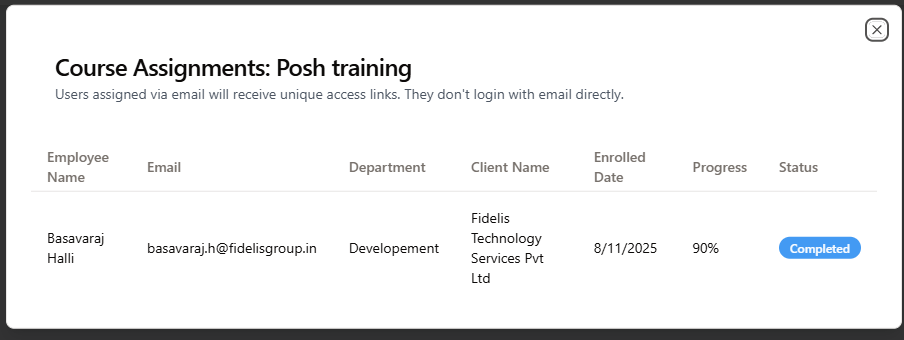 Course Assignments: Posh training
Users assigned via email will receive unique access links. They don't login with email directly.
Employee Name
Email
Department
Client Name
Enrolled Date
Progress
Status
Basavaraj Halli
basavaraj.h@fidelisgroup.in
Developement
Fidelis Technology Services Pvt Ltd
8/11/2025
90%
Completed